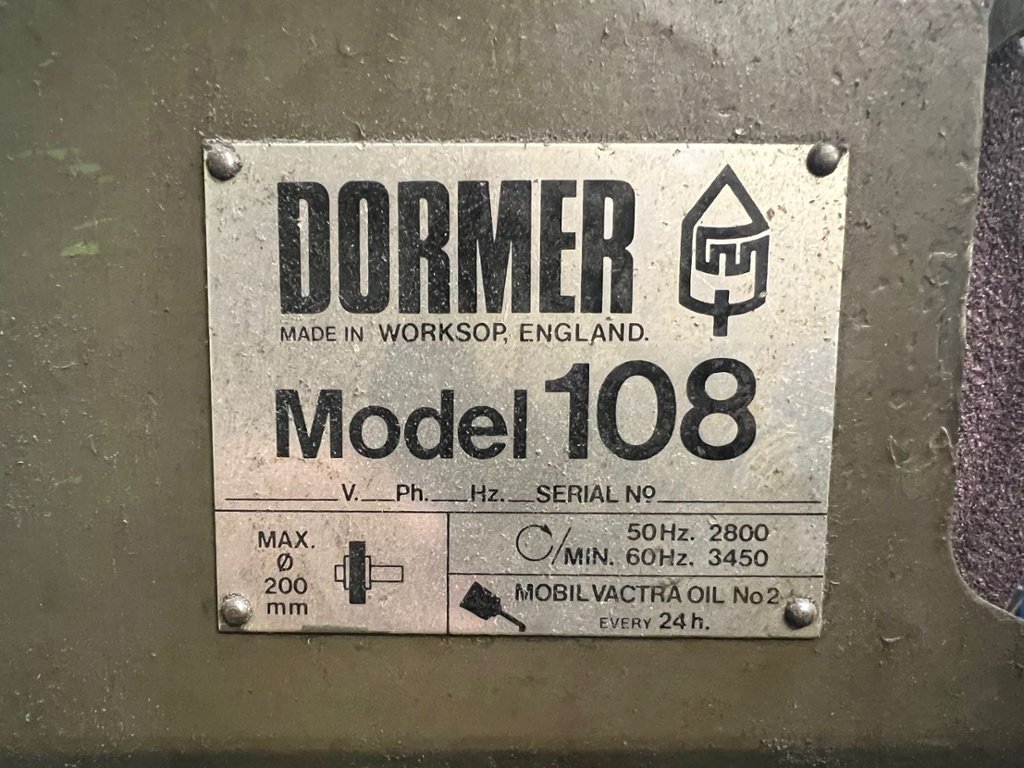 DORMER
MADE IN WORKSOP, ENGLAND.
Model 108
V. Ph. Hz. SERIAL Nº
MAX.
Ø
200
mm
/MIN. 50Hz. 2800
60Hz. 3450
MOBIL VACTRA OIL No2
EVERY 24h.